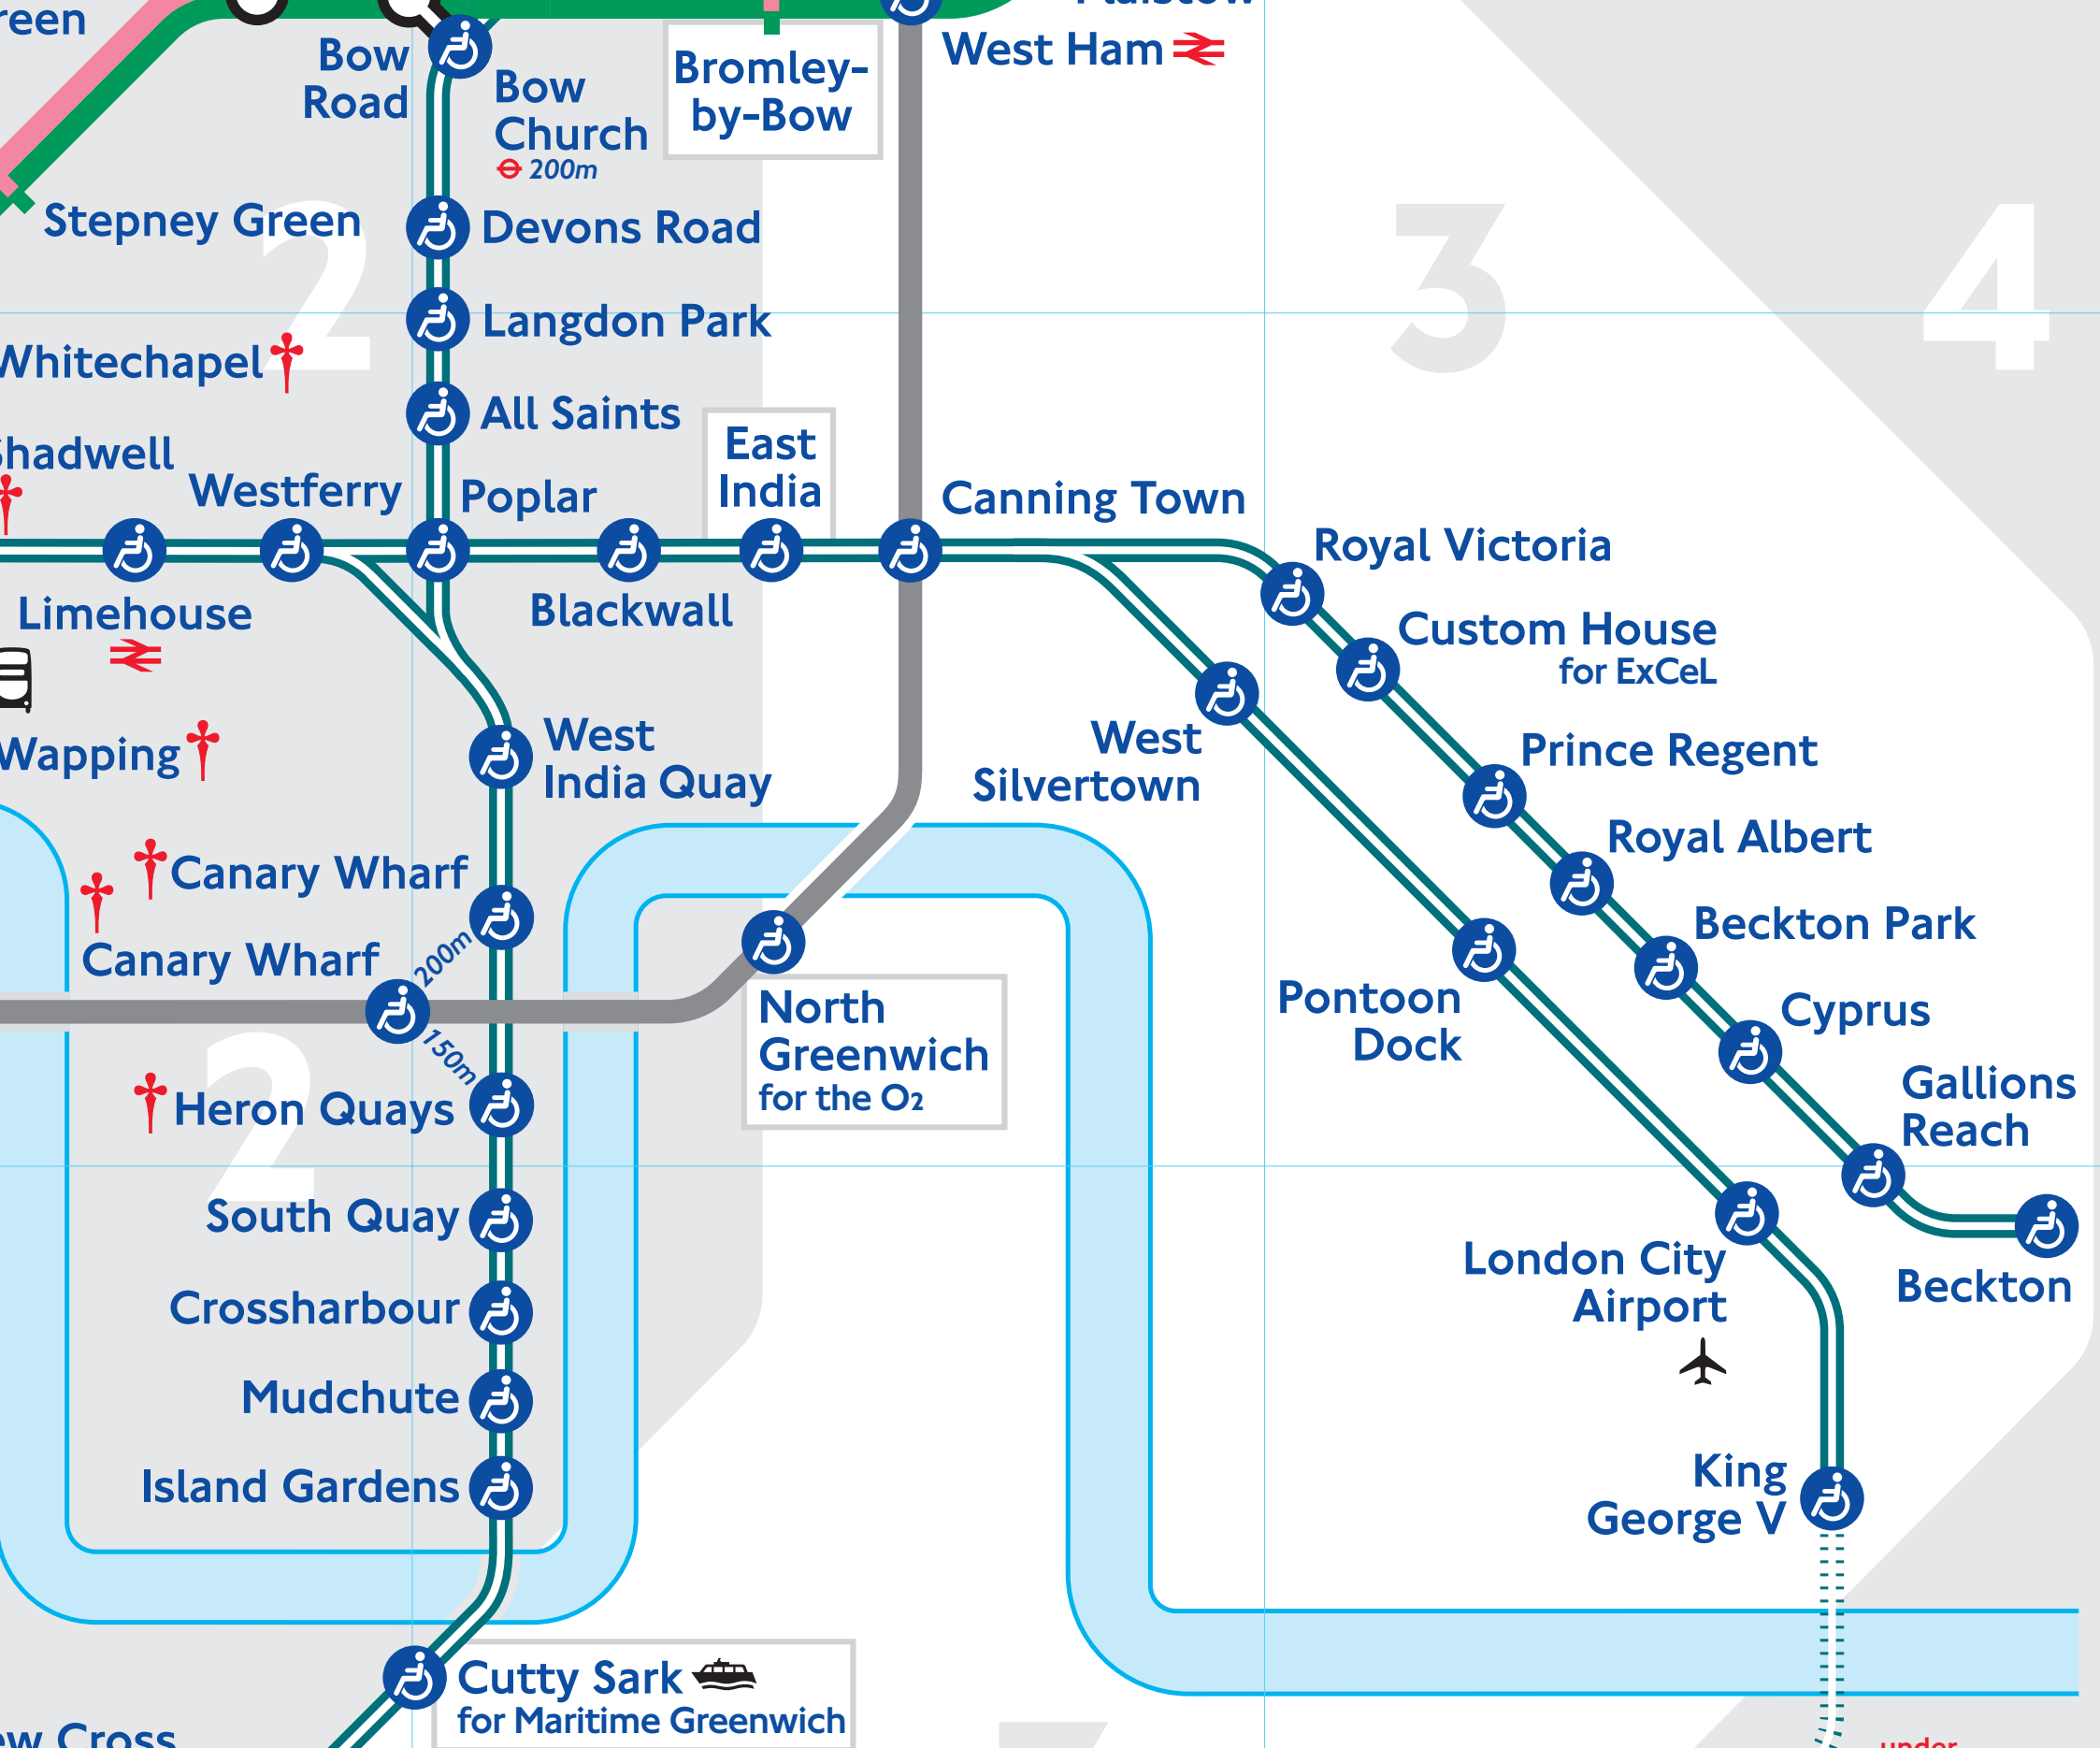 Bow
Road
Bow
Church
200m
Bromley-
by-Bow
West Ham
Stepney Green
2
Devons Road
3
4
Langdon Park
Whitechapel
All Saints
East
India
Shadwell
Westferry
Poplar
Canning Town
Royal Victoria
Limehouse
Blackwall
Custom House
for ExCeL
West
India Quay
West
Silvertown
Prince Regent
Wapping
Royal Albert
Canary Wharf
Beckton Park
Canary Wharf
200m
150m
North
Greenwich
for the O2
Pontoon
Dock
Cyprus
2
Heron Quays
Gallions
Reach
South Quay
London City
Airport
Beckton
Crossharbour
Mudchute
Island Gardens
King
George V
Cutty Sark
for Maritime Greenwich
under